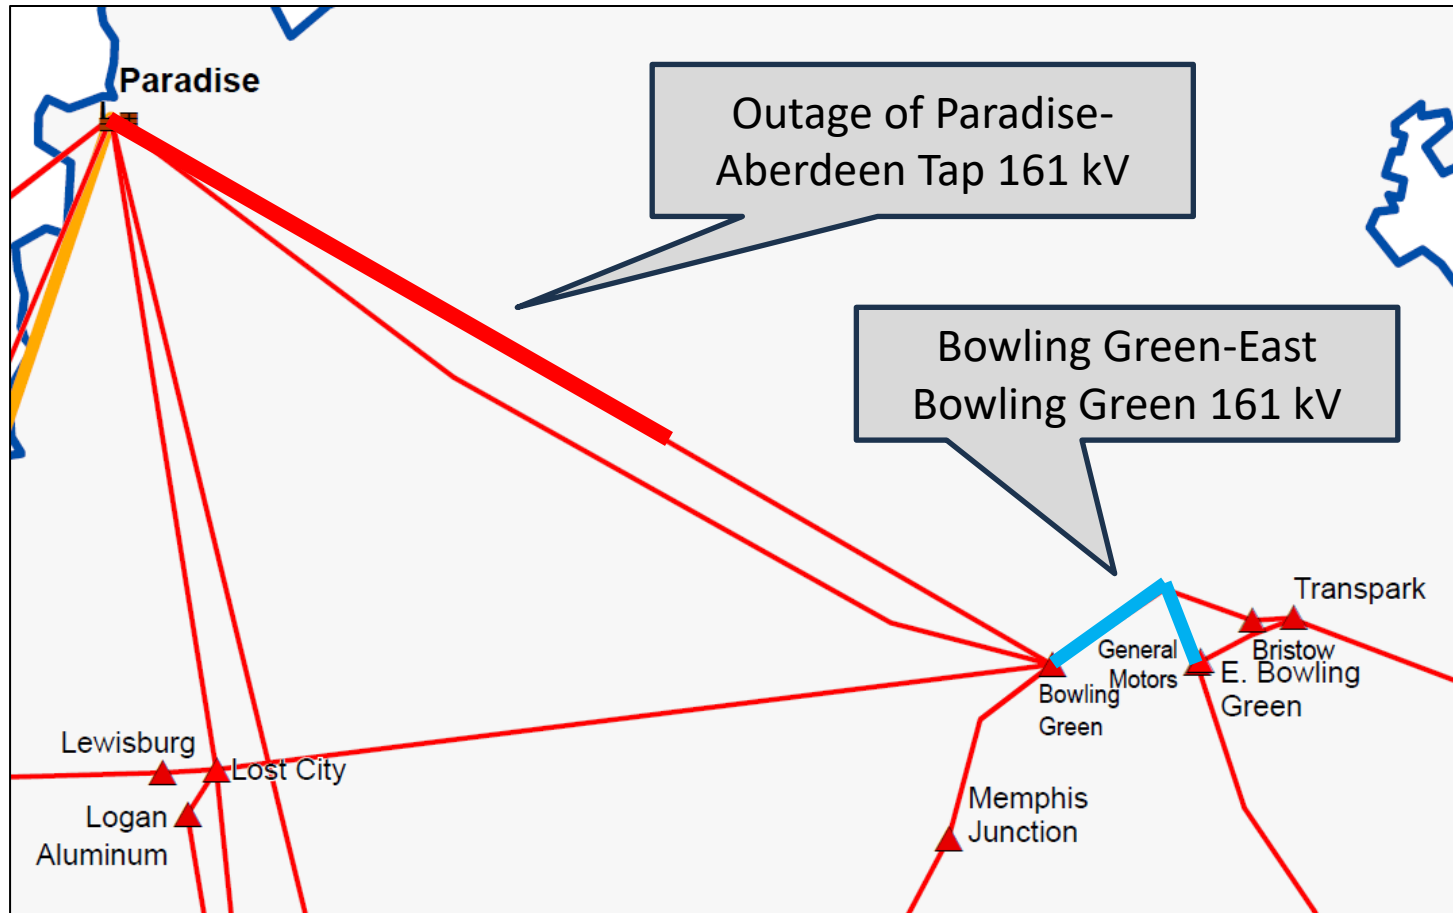 Paradise
Outage of Paradise-
Aberdeen Tap 161 kV
Bowling Green-East
Bowling Green 161 kV
Transpark
General
Motors
Bristow
E. Bowling
Green
Bowling
Green
Lewisburg
Lost City
Logan
Aluminum
Memphis
Junction